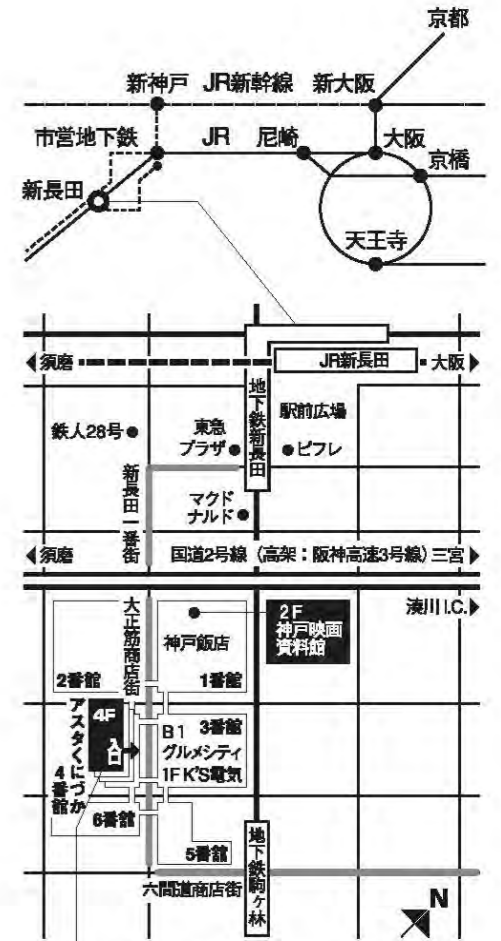 京都
新神戸 JR新幹線 新大阪
市営地下鉄 JR 尼崎 大阪
京橋
新長田
天王寺
須磨 JR新長田 大阪
地下鉄新長田
駅前広場
鉄人28号
東急
プラザ
ピフレ
新長田一番街
マクド
ナルド
須磨 国道2号線(高架:阪神高速3号線)三宮
大正筋商店街
2F
神戸映画
資料館
湊川I.C.
神戸飯店
2番館 1番館
アスタくにづか
4番館
4F
入口
3番館
B1
グルメシティ
1F K'S電気
6番館
5番館
地下鉄駒ヶ林
六間道商店街
N